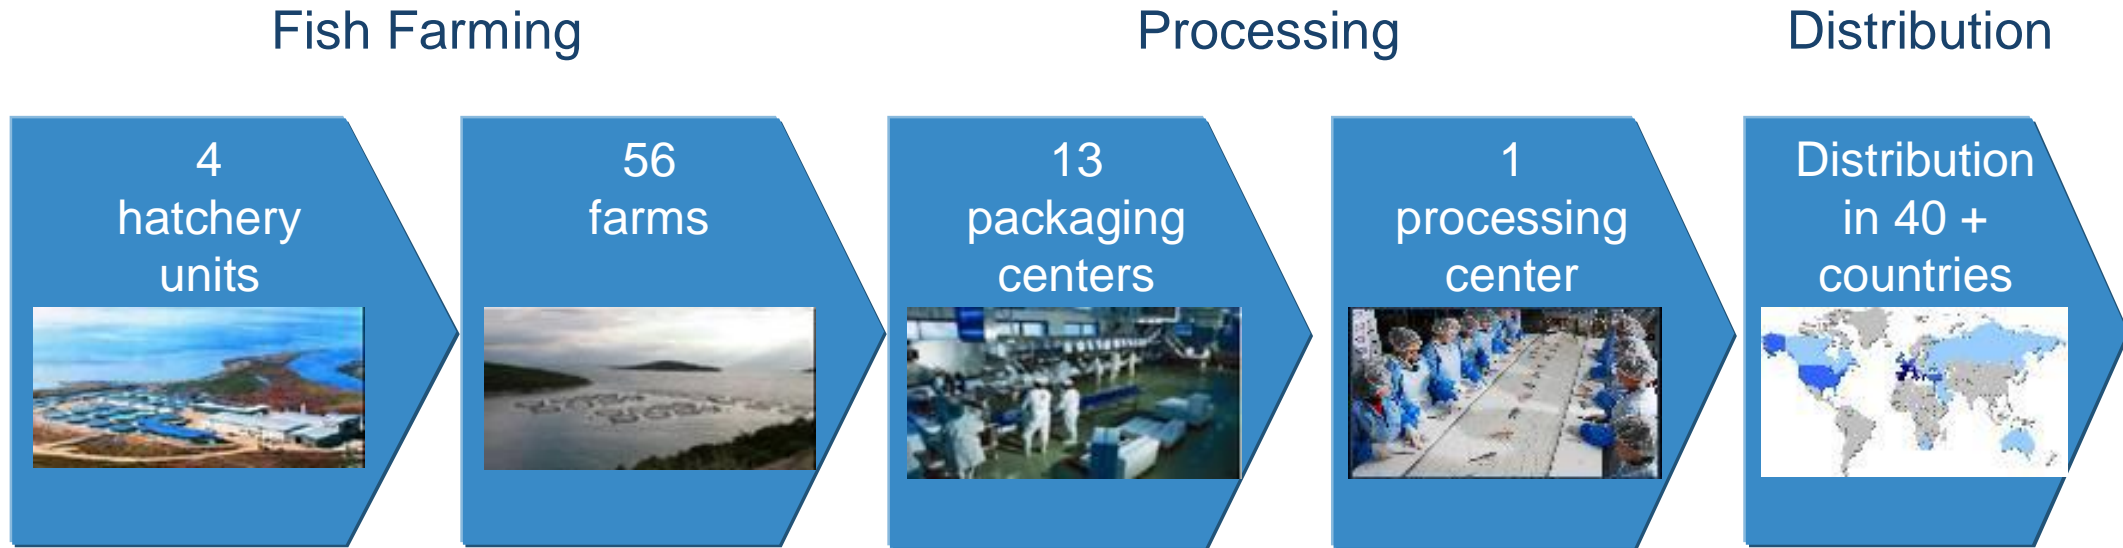 Fish Farming
Processing
Distribution
4
hatchery
units
56
farms
13
packaging
centers
1
processing
center
Distribution
in 40 +
countries